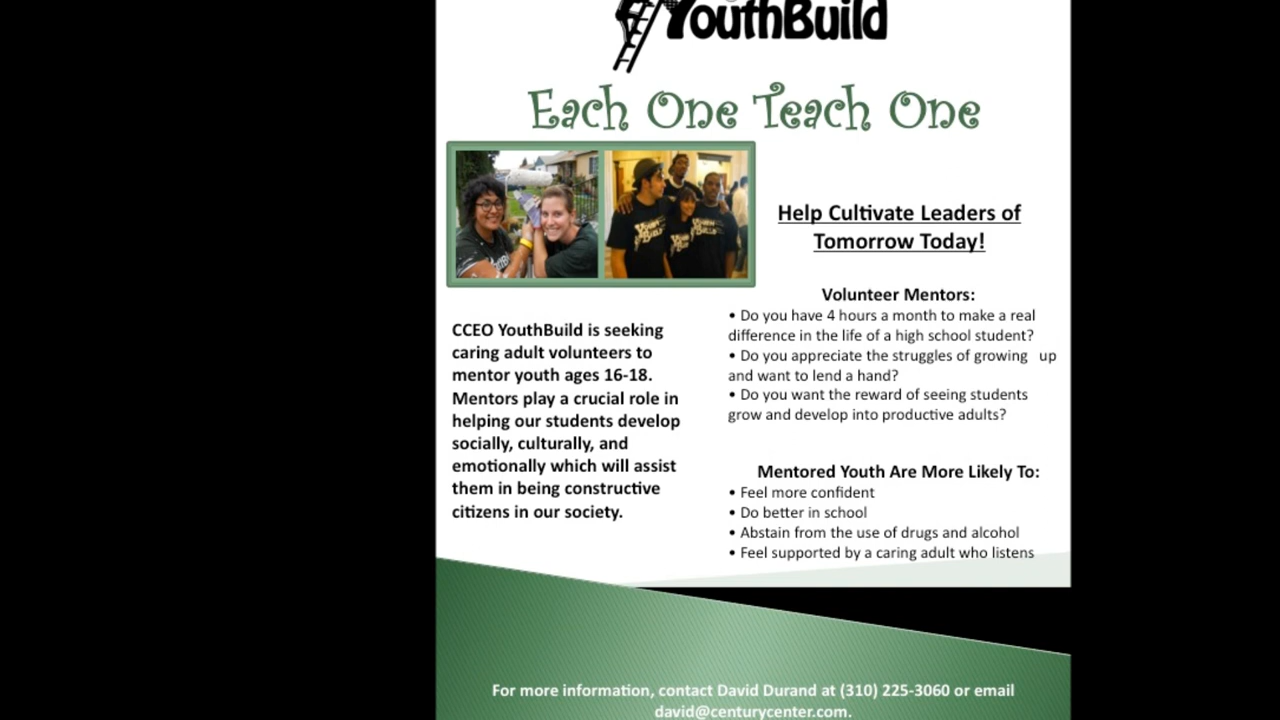 YouthBuild
Each One Teach One
Help Cultivate Leaders of
Tomorrow Today!
CCEO YouthBuild is seeking
caring adult volunteers to
mentor youth ages 16-18.
Mentors play a crucial role in
helping our students develop
socially, culturally, and
emotionally which will assist
them in being constructive
citizens in our society.
Volunteer Mentors:
• Do you have 4 hours a month to make a real
difference in the life of a high school student?
• Do you appreciate the struggles of growing up
and want to lend a hand?
• Do you want the reward of seeing students
grow and develop into productive adults?
Mentored Youth Are More Likely To:
• Feel more confident
• Do better in school
• Abstain from the use of drugs and alcohol
• Feel supported by a caring adult who listens
For more information, contact David Durand at (310) 225-3060 or email
david@centurycenter.com.